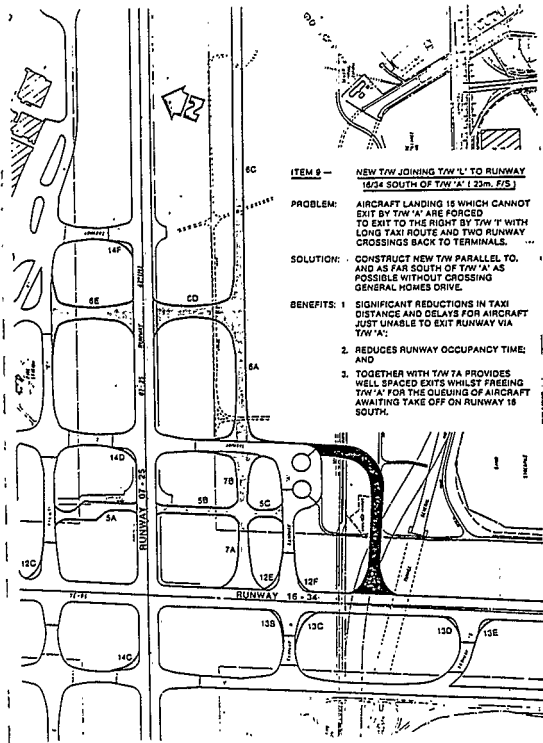 N
6C
ITEM 9 — NEW T/W JOINING T/W 'L' TO RUNWAY
16/34 SOUTH OF T/W 'A' ( 23m. F/S )
PROBLEM: AIRCRAFT LANDING 16 WHICH CANNOT
EXIT BY T/W 'A' ARE FORCED
TO EXIT TO THE RIGHT BY T/W 'I' WITH
LONG TAXI ROUTE AND TWO RUNWAY
CROSSINGS BACK TO TERMINALS.
SOLUTION: CONSTRUCT NEW T/W PARALLEL TO,
AND AS FAR SOUTH OF T/W 'A' AS
POSSIBLE WITHOUT CROSSING
GENERAL HOMES DRIVE.
BENEFITS: 1 SIGNIFICANT REDUCTIONS IN TAXI
DISTANCE AND DELAYS FOR AIRCRAFT
JUST UNABLE TO EXIT RUNWAY VIA
T/W 'A';
2. REDUCES RUNWAY OCCUPANCY TIME;
AND
3. TOGETHER WITH T/W 7A PROVIDES
WELL SPACED EXITS WHILST FREEING
T/W 'A' FOR THE QUEUING OF AIRCRAFT
AWAITING TAKE OFF ON RUNWAY 16
SOUTH.
14F
6E
6D
6A
RUNWAY
07-25
14D
7B
5B
5C
5A
RUNWAY 07-25
7A
12G
12E
12F
RUNWAY 16-34
13B
13C
13D
13E
14C